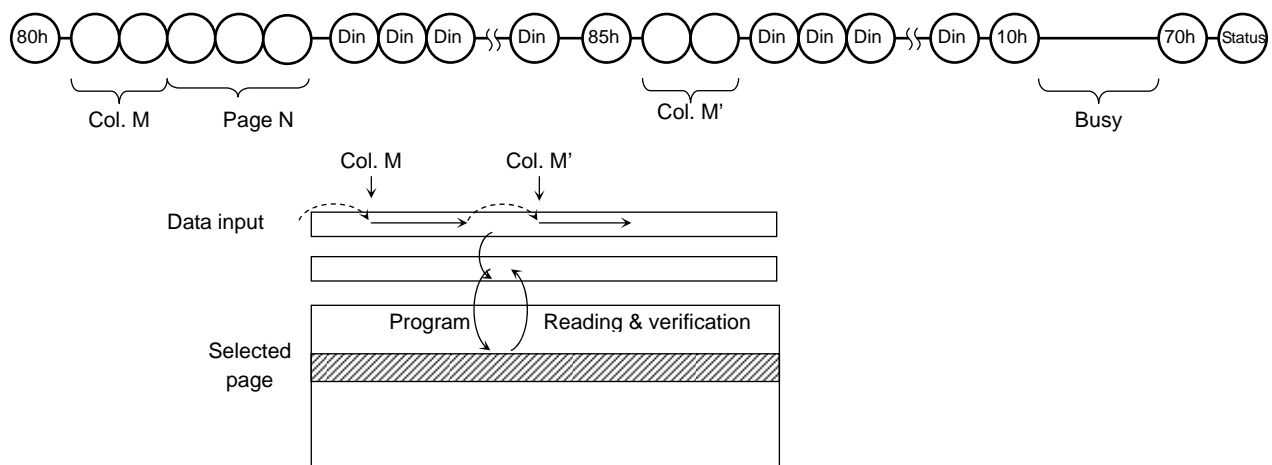 80h Din Din Din Din 85h Din Din Din Din 10h 70h Status
Col. M Page N Col. M’ Busy
Col. M Col. M’
Data input
Program Reading & verification
Selected
page